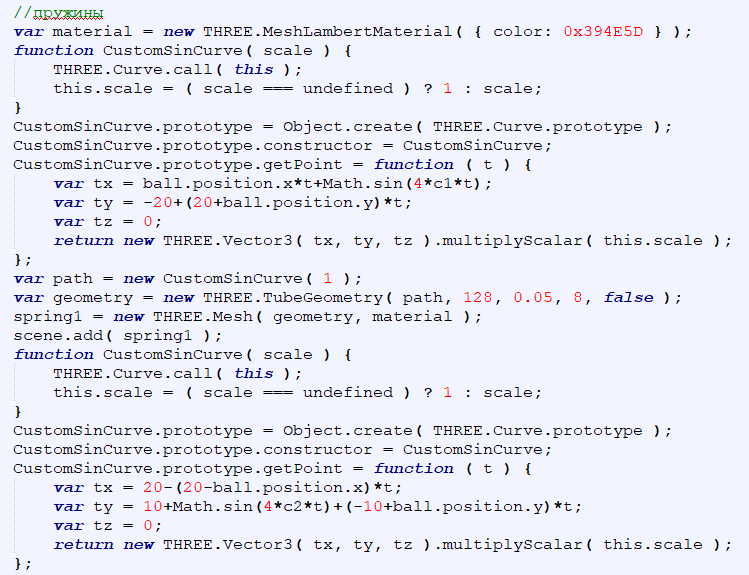 //пружины
var material = new THREE.MeshLambertMaterial( { color: 0x394E5D } );
function CustomSinCurve( scale ) {
    THREE.Curve.call( this );
    this.scale = ( scale === undefined ) ? 1 : scale;
}
CustomSinCurve.prototype = Object.create( THREE.Curve.prototype );
CustomSinCurve.prototype.constructor = CustomSinCurve;
CustomSinCurve.prototype.getPoint = function ( t ) {
    var tx = ball.position.x*t+Math.sin(4*c1*t);
    var ty = -20+(20+ball.position.y)*t;
    var tz = 0;
    return new THREE.Vector3( tx, ty, tz ).multiplyScalar( this.scale );
};
var path = new CustomSinCurve( 1 );
var geometry = new THREE.TubeGeometry( path, 128, 0.05, 8, false );
spring1 = new THREE.Mesh( geometry, material );
scene.add( spring1 );
function CustomSinCurve( scale ) {
    THREE.Curve.call( this );
    this.scale = ( scale === undefined ) ? 1 : scale;
}
CustomSinCurve.prototype = Object.create( THREE.Curve.prototype );
CustomSinCurve.prototype.constructor = CustomSinCurve;
CustomSinCurve.prototype.getPoint = function ( t ) {
    var tx = 20-(20-ball.position.x)*t;
    var ty = 10+Math.sin(4*c2*t)+(-10+ball.position.y)*t;
    var tz = 0;
    return new THREE.Vector3( tx, ty, tz ).multiplyScalar( this.scale );
};